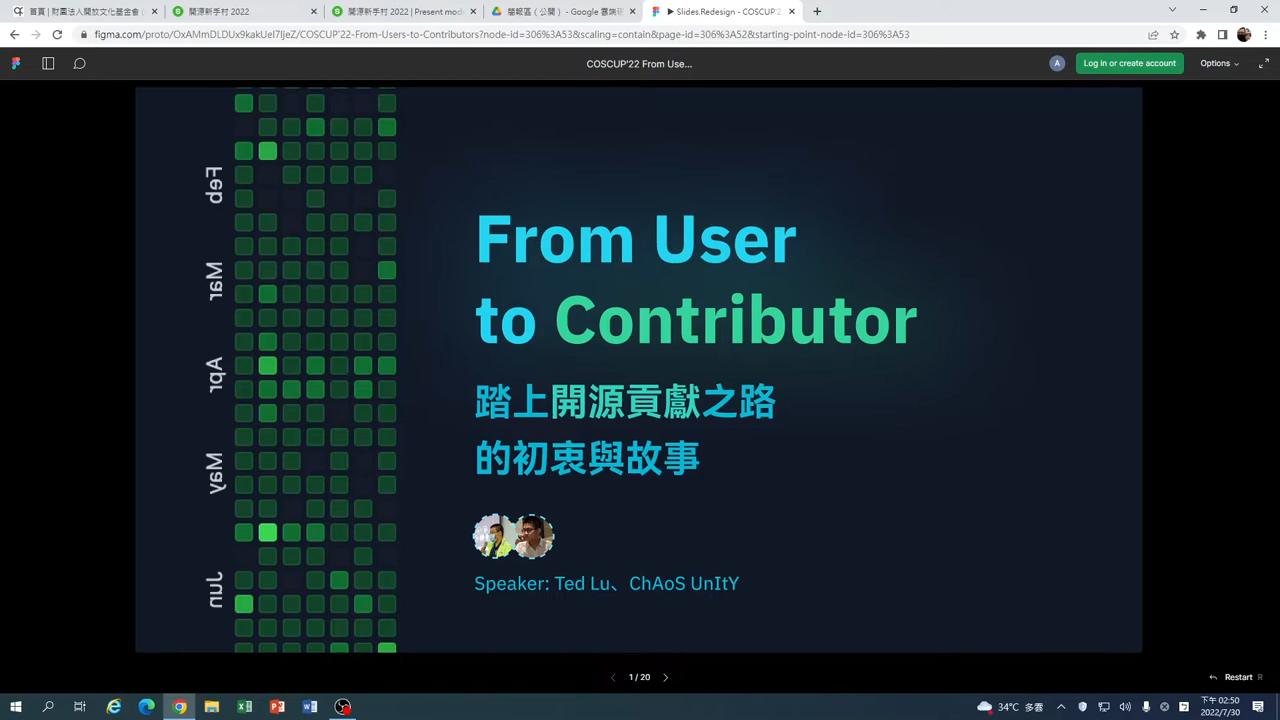 首頁 | 財團法人開放文化基金會 (
開源新手村 2022
開源新手村 2022 | Present mode
簡報區（公開） - Google 雲端硬
▶ Slides.Redesign - COSCUP'2
figma.com/proto/OxAMmDLDUx9kakUel7IjeZ/COSCUP'22-From-Users-to-Contributors?node-id=306%3A53&scaling=contain&page-id=306%3A52&starting-point-node-id=306%3A53
COSCUP'22 From Use...
A
Log in or create account
Options
Feb
Mar
Apr
May
Jun
From User
to Contributor
踏上開源貢獻之路
的初衷與故事
Speaker: Ted Lu、ChAoS UnItY
1 / 20
Restart R
34°C 多雲
下午 02:50
2022/7/30